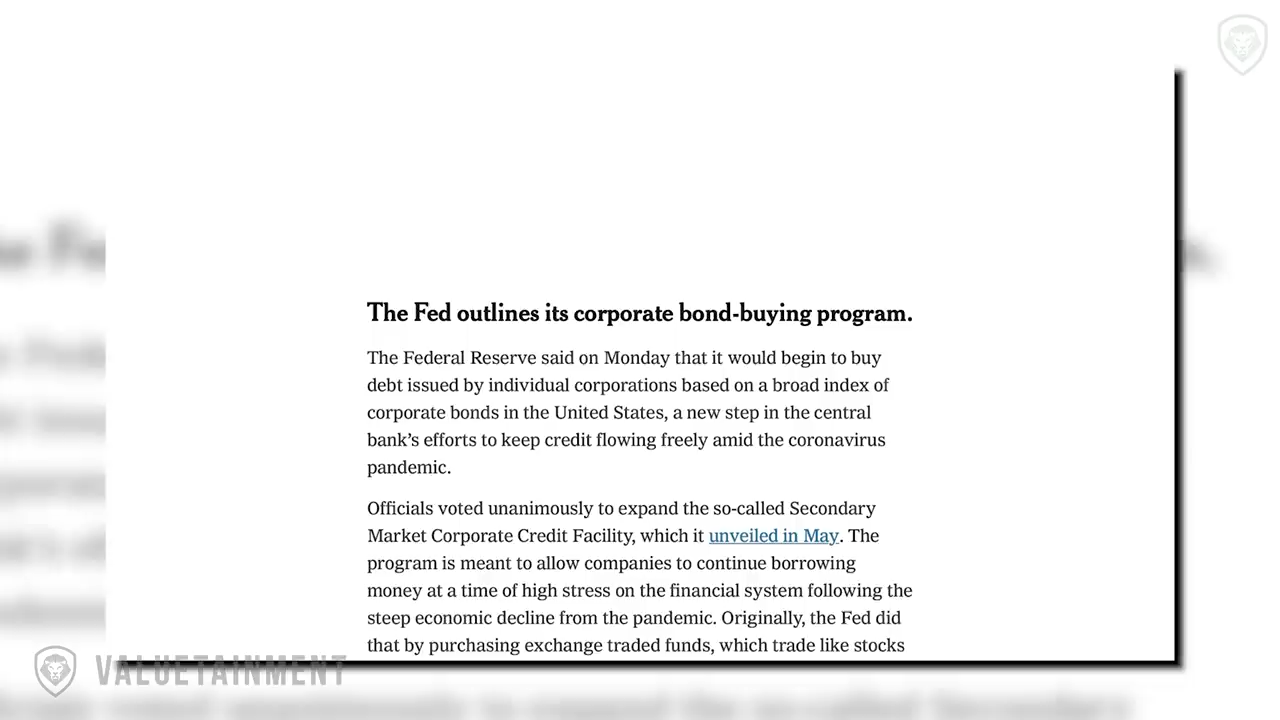 The Fed outlines its corporate bond-buying program.
The Federal Reserve said on Monday that it would begin to buy
debt issued by individual corporations based on a broad index of
corporate bonds in the United States, a new step in the central
bank’s efforts to keep credit flowing freely amid the coronavirus
pandemic.
Officials voted unanimously to expand the so-called Secondary
Market Corporate Credit Facility, which it unveiled in May. The
program is meant to allow companies to continue borrowing
money at a time of high stress on the financial system following the
steep economic decline from the pandemic. Originally, the Fed did
that by purchasing exchange traded funds, which trade like stocks
VALUETAINMENT